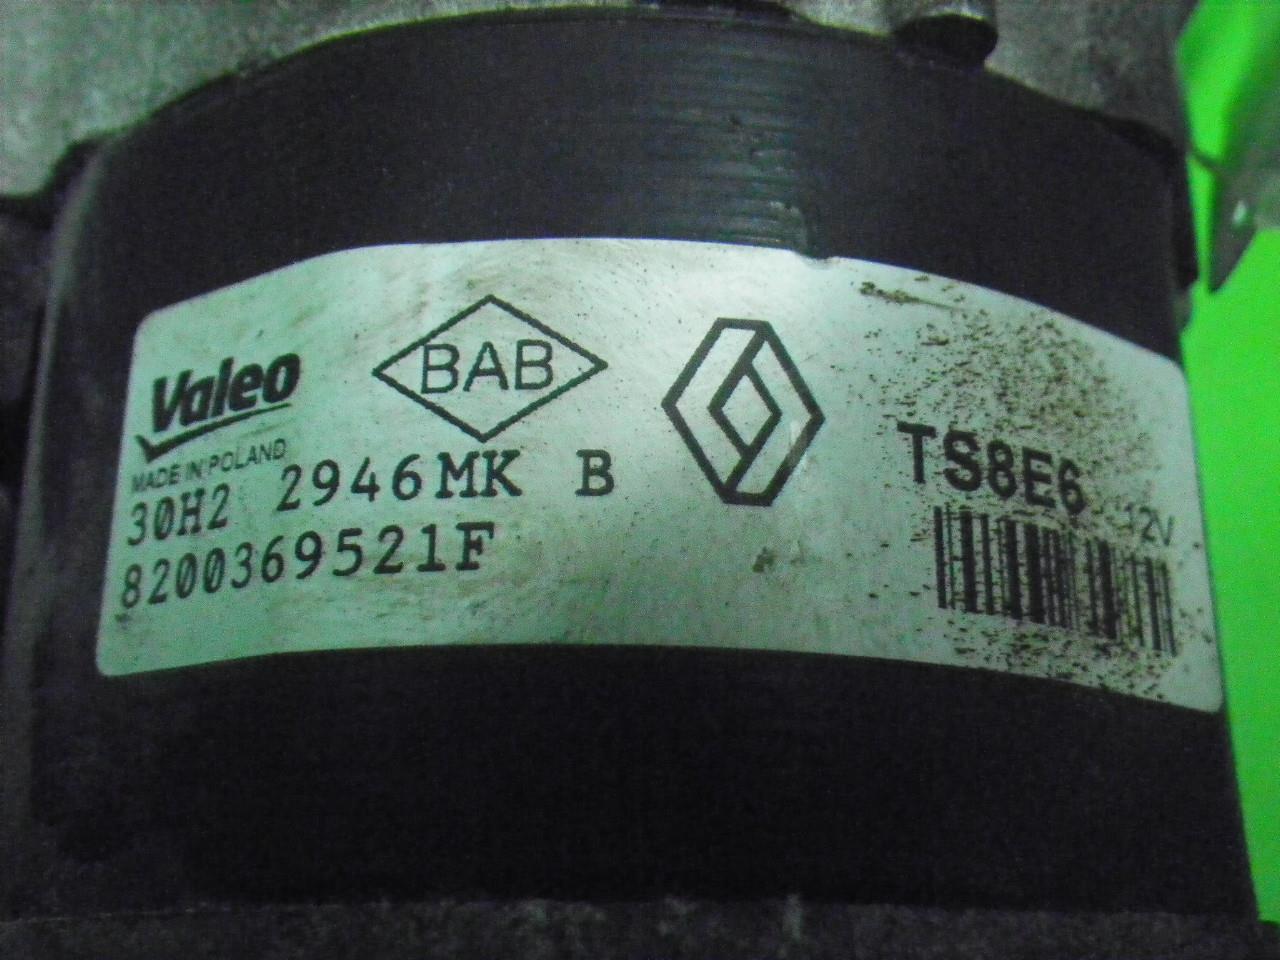 Valeo
BAB
MADE IN POLAND
30H2 2946MK B
8200369521F
TS8E6
12V